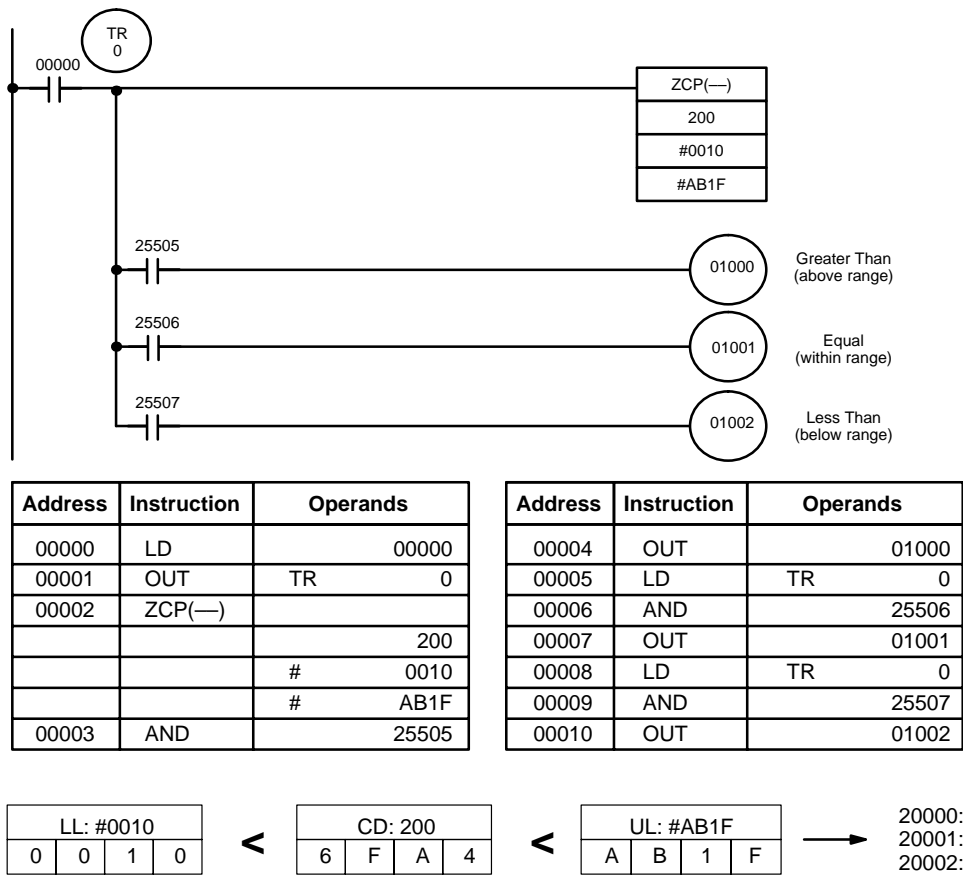 TR
0
00000
ZCP(––)
200
#0010
#AB1F
25505
01000
Greater Than
(above range)
25506
01001
Equal
(within range)
25507
01002
Less Than
(below range)
Address Instruction Operands
00000 LD 00000
00001 OUT TR 0
00002 ZCP(––)
200
# 0010
# AB1F
00003 AND 25505
Address Instruction Operands
00004 OUT 01000
00005 LD TR 0
00006 AND 25506
00007 OUT 01001
00008 LD TR 0
00009 AND 25507
00010 OUT 01002
LL: #0010
0 0 1 0
<
CD: 200
6 F A 4
<
UL: #AB1F
A B 1 F
20000:
20001:
20002: